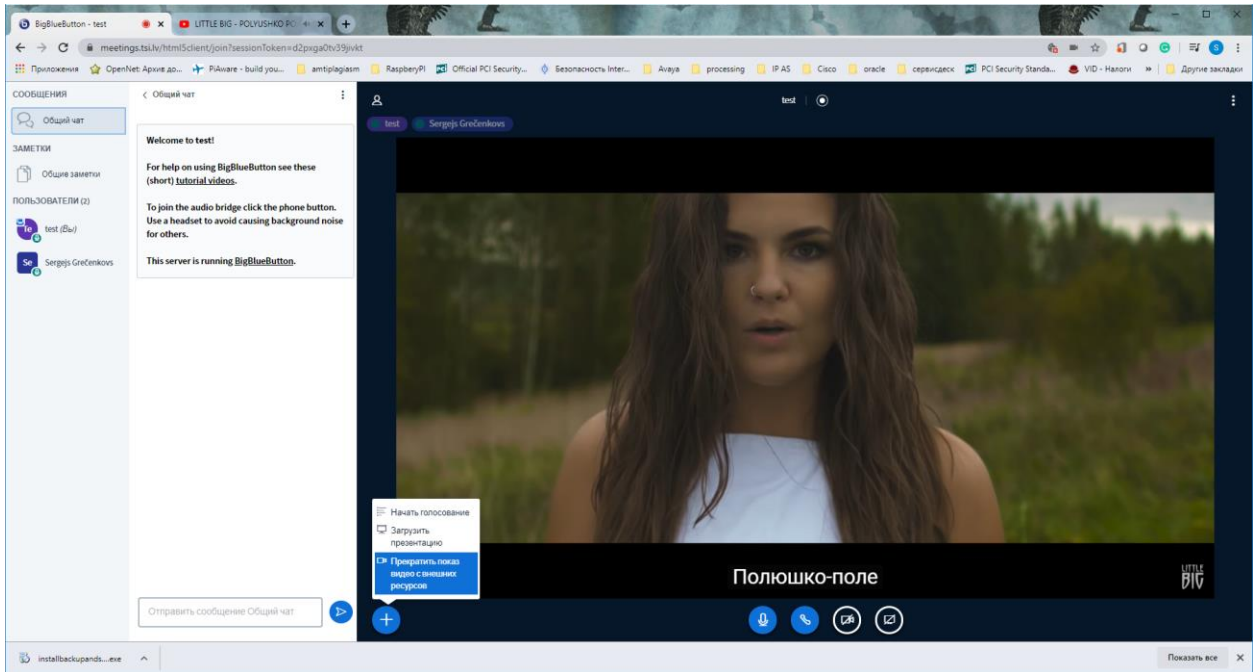 BigBlueButton - test
LITTLE BIG - POLYUSHKO PO
meetings.tsi.lv/html5client/join?sessionToken=d2pxga0tv39jivkt
Приложения
OpenNet: Архив до...
PiAware - build you...
amtiplagiasm
RaspberyPI
Official PCI Security...
Безопасность Inter...
Avaya
processing
IP AS
Cisco
oracle
сервисдеск
PCI Security Standa...
VID - Налоги
»
Другие закладки
СООБЩЕНИЯ
Общий чат
ЗАМЕТКИ
Общие заметки
ПОЛЬЗОВАТЕЛИ (2)
Te test (Вы)
Se Sergejs Grečenkovs
Общий чат
Welcome to test!
For help on using BigBlueButton see these
(short) tutorial videos.
To join the audio bridge click the phone button.
Use a headset to avoid causing background noise
for others.
This server is running BigBlueButton.
Отправить сообщение Общий чат
test
test
Sergejs Grečenkovs
Начать голосование
Загрузить
презентацию
Прекратить показ
видео с внешних
ресурсов
Полюшко-поле
LITTLE
BIG
installbackupands....exe
Показать все